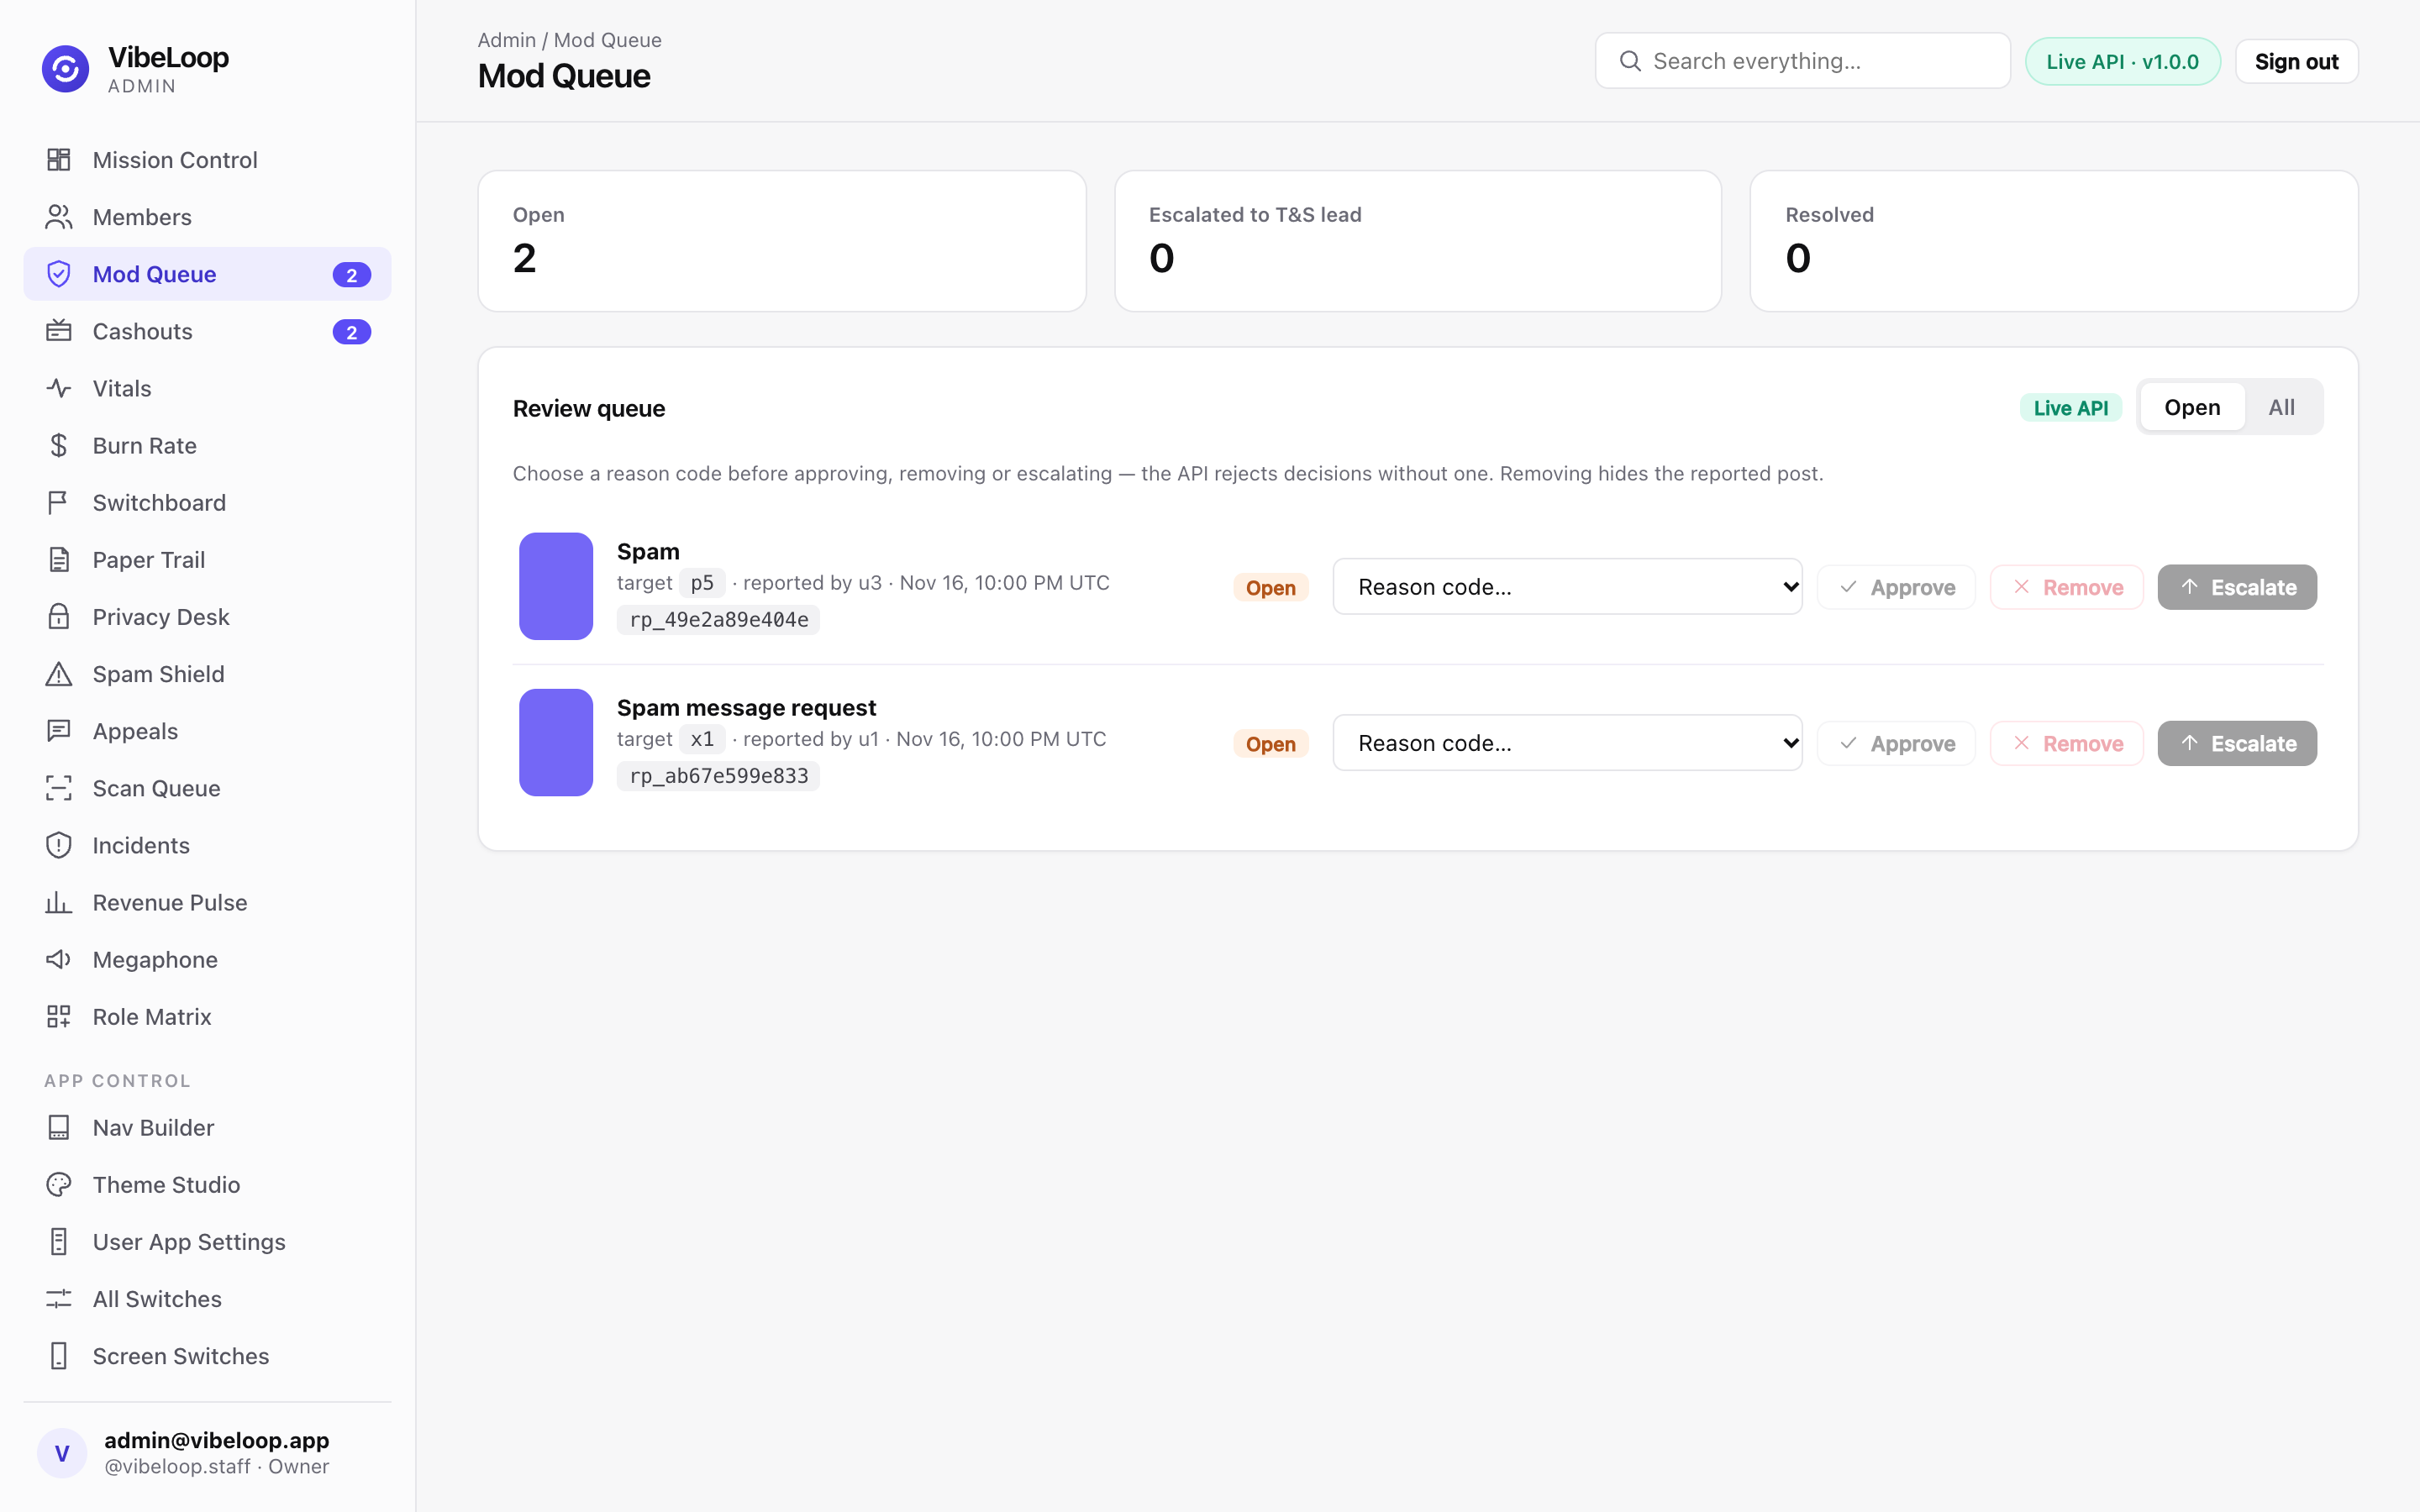 VibeLoop
ADMIN
Mission Control
Members
Mod Queue 2
Cashouts 2
Vitals
Burn Rate
Switchboard
Paper Trail
Privacy Desk
Spam Shield
Appeals
Scan Queue
Incidents
Revenue Pulse
Megaphone
Role Matrix
APP CONTROL
Nav Builder
Theme Studio
User App Settings
All Switches
Screen Switches
V
admin@vibeloop.app
@vibeloop.staff · Owner
Admin / Mod Queue
Mod Queue
Search everything...
Live API · v1.0.0
Sign out
Open
2
Escalated to T&S lead
0
Resolved
0
Review queue
Live API
Open
All
Choose a reason code before approving, removing or escalating — the API rejects decisions without one. Removing hides the reported post.
Spam
target p5 · reported by u3 · Nov 16, 10:00 PM UTC
rp_49e2a89e404e
Open
Reason code...
Approve
Remove
Escalate
Spam message request
target x1 · reported by u1 · Nov 16, 10:00 PM UTC
rp_ab67e599e833
Open
Reason code...
Approve
Remove
Escalate